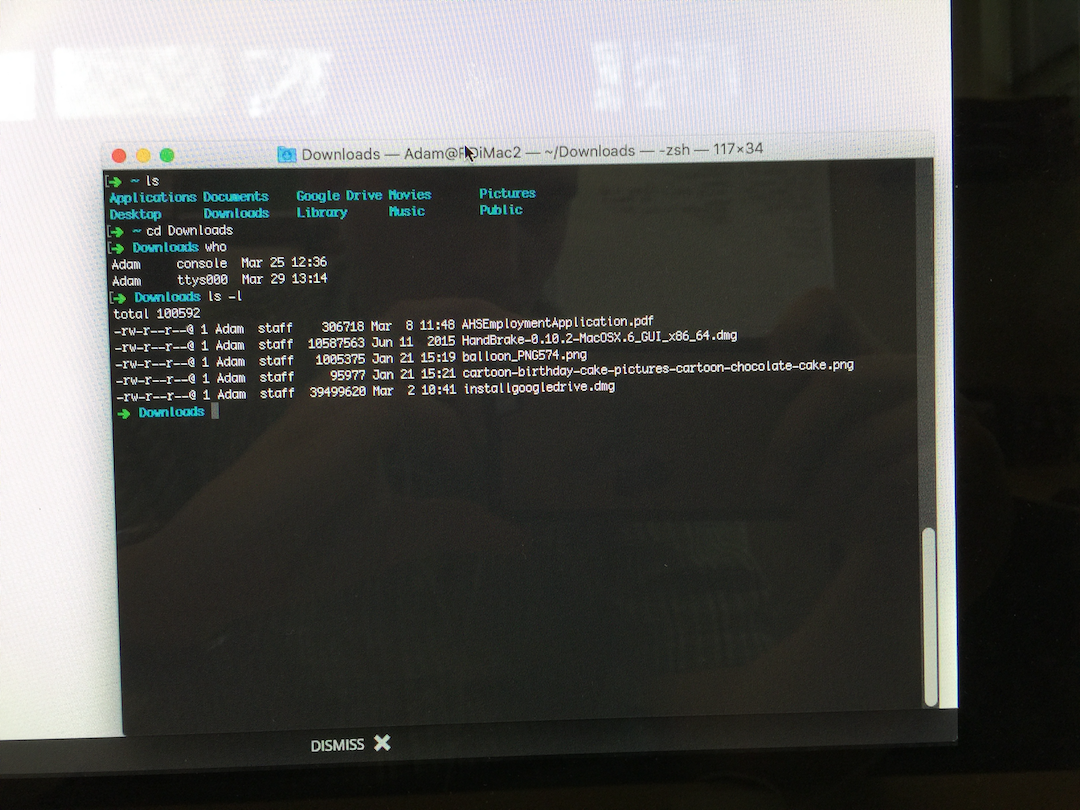 Downloads — Adam@ — ~/Downloads — -zsh — 117×34
[➜ ~ ls
Applications Documents Google Drive Movies Pictures
Desktop Downloads Library Music Public
[➜ ~ cd Downloads
[➜ Downloads who
Adam console Mar 25 12:36
Adam ttys000 Mar 29 13:14
[➜ Downloads ls -l
total 100592
-rw-r--r--@ 1 Adam staff 306718 Mar 8 11:48 AHSEmploymentApplication.pdf
-rw-r--r--@ 1 Adam staff 10587563 Jun 11 2015 HandBrake-0.10.2-MacOSX.6_GUI_x86_64.dmg
-rw-r--r--@ 1 Adam staff 1005375 Jan 21 15:19 balloon_PNG574.png
-rw-r--r--@ 1 Adam staff 95977 Jan 21 15:21 cartoon-birthday-cake-pictures-cartoon-chocolate-cake.png
-rw-r--r--@ 1 Adam staff 39499620 Mar 2 10:41 installgoogledrive.dmg
➜ Downloads
DISMISS ✕